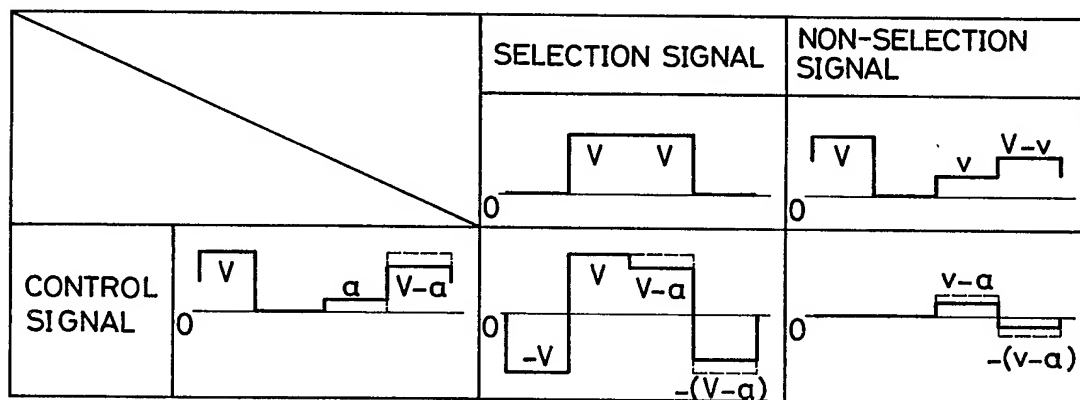 SELECTION SIGNAL
NON-SELECTION
SIGNAL
V V
0
V v V-v
0
CONTROL
SIGNAL
V a V-a
0
V V-a
0
-V
-(V-a)
v-a
0
-(v-a)